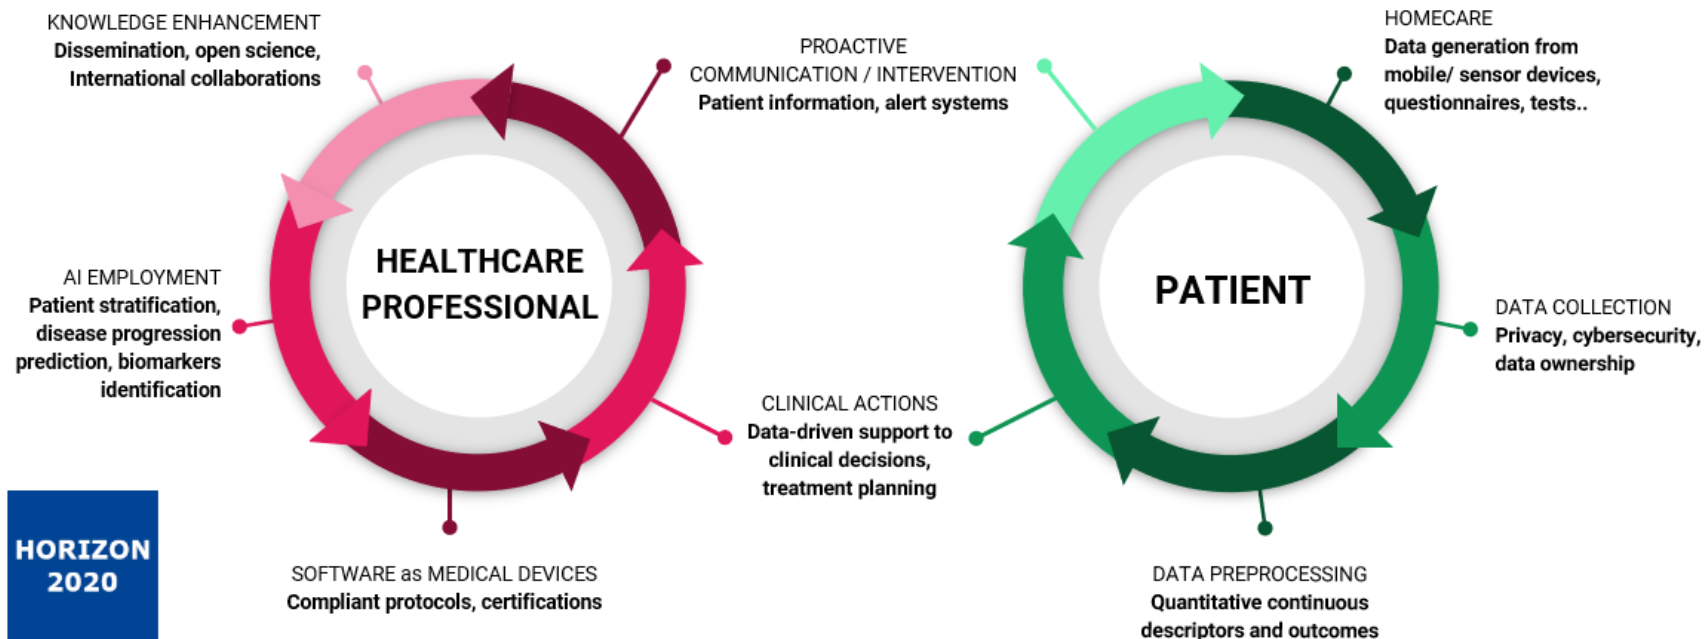 KNOWLEDGE ENHANCEMENT
Dissemination, open science,
International collaborations
PROACTIVE
COMMUNICATION / INTERVENTION
Patient information, alert systems
HOMECARE
Data generation from
mobile/ sensor devices,
questionnaires, tests..
HEALTHCARE
PROFESSIONAL
PATIENT
AI EMPLOYMENT
Patient stratification,
disease progression
prediction, biomarkers
identification
DATA COLLECTION
Privacy, cybersecurity,
data ownership
CLINICAL ACTIONS
Data-driven support to
clinical decisions,
treatment planning
HORIZON
2020
SOFTWARE as MEDICAL DEVICES
Compliant protocols, certifications
DATA PREPROCESSING
Quantitative continuous
descriptors and outcomes